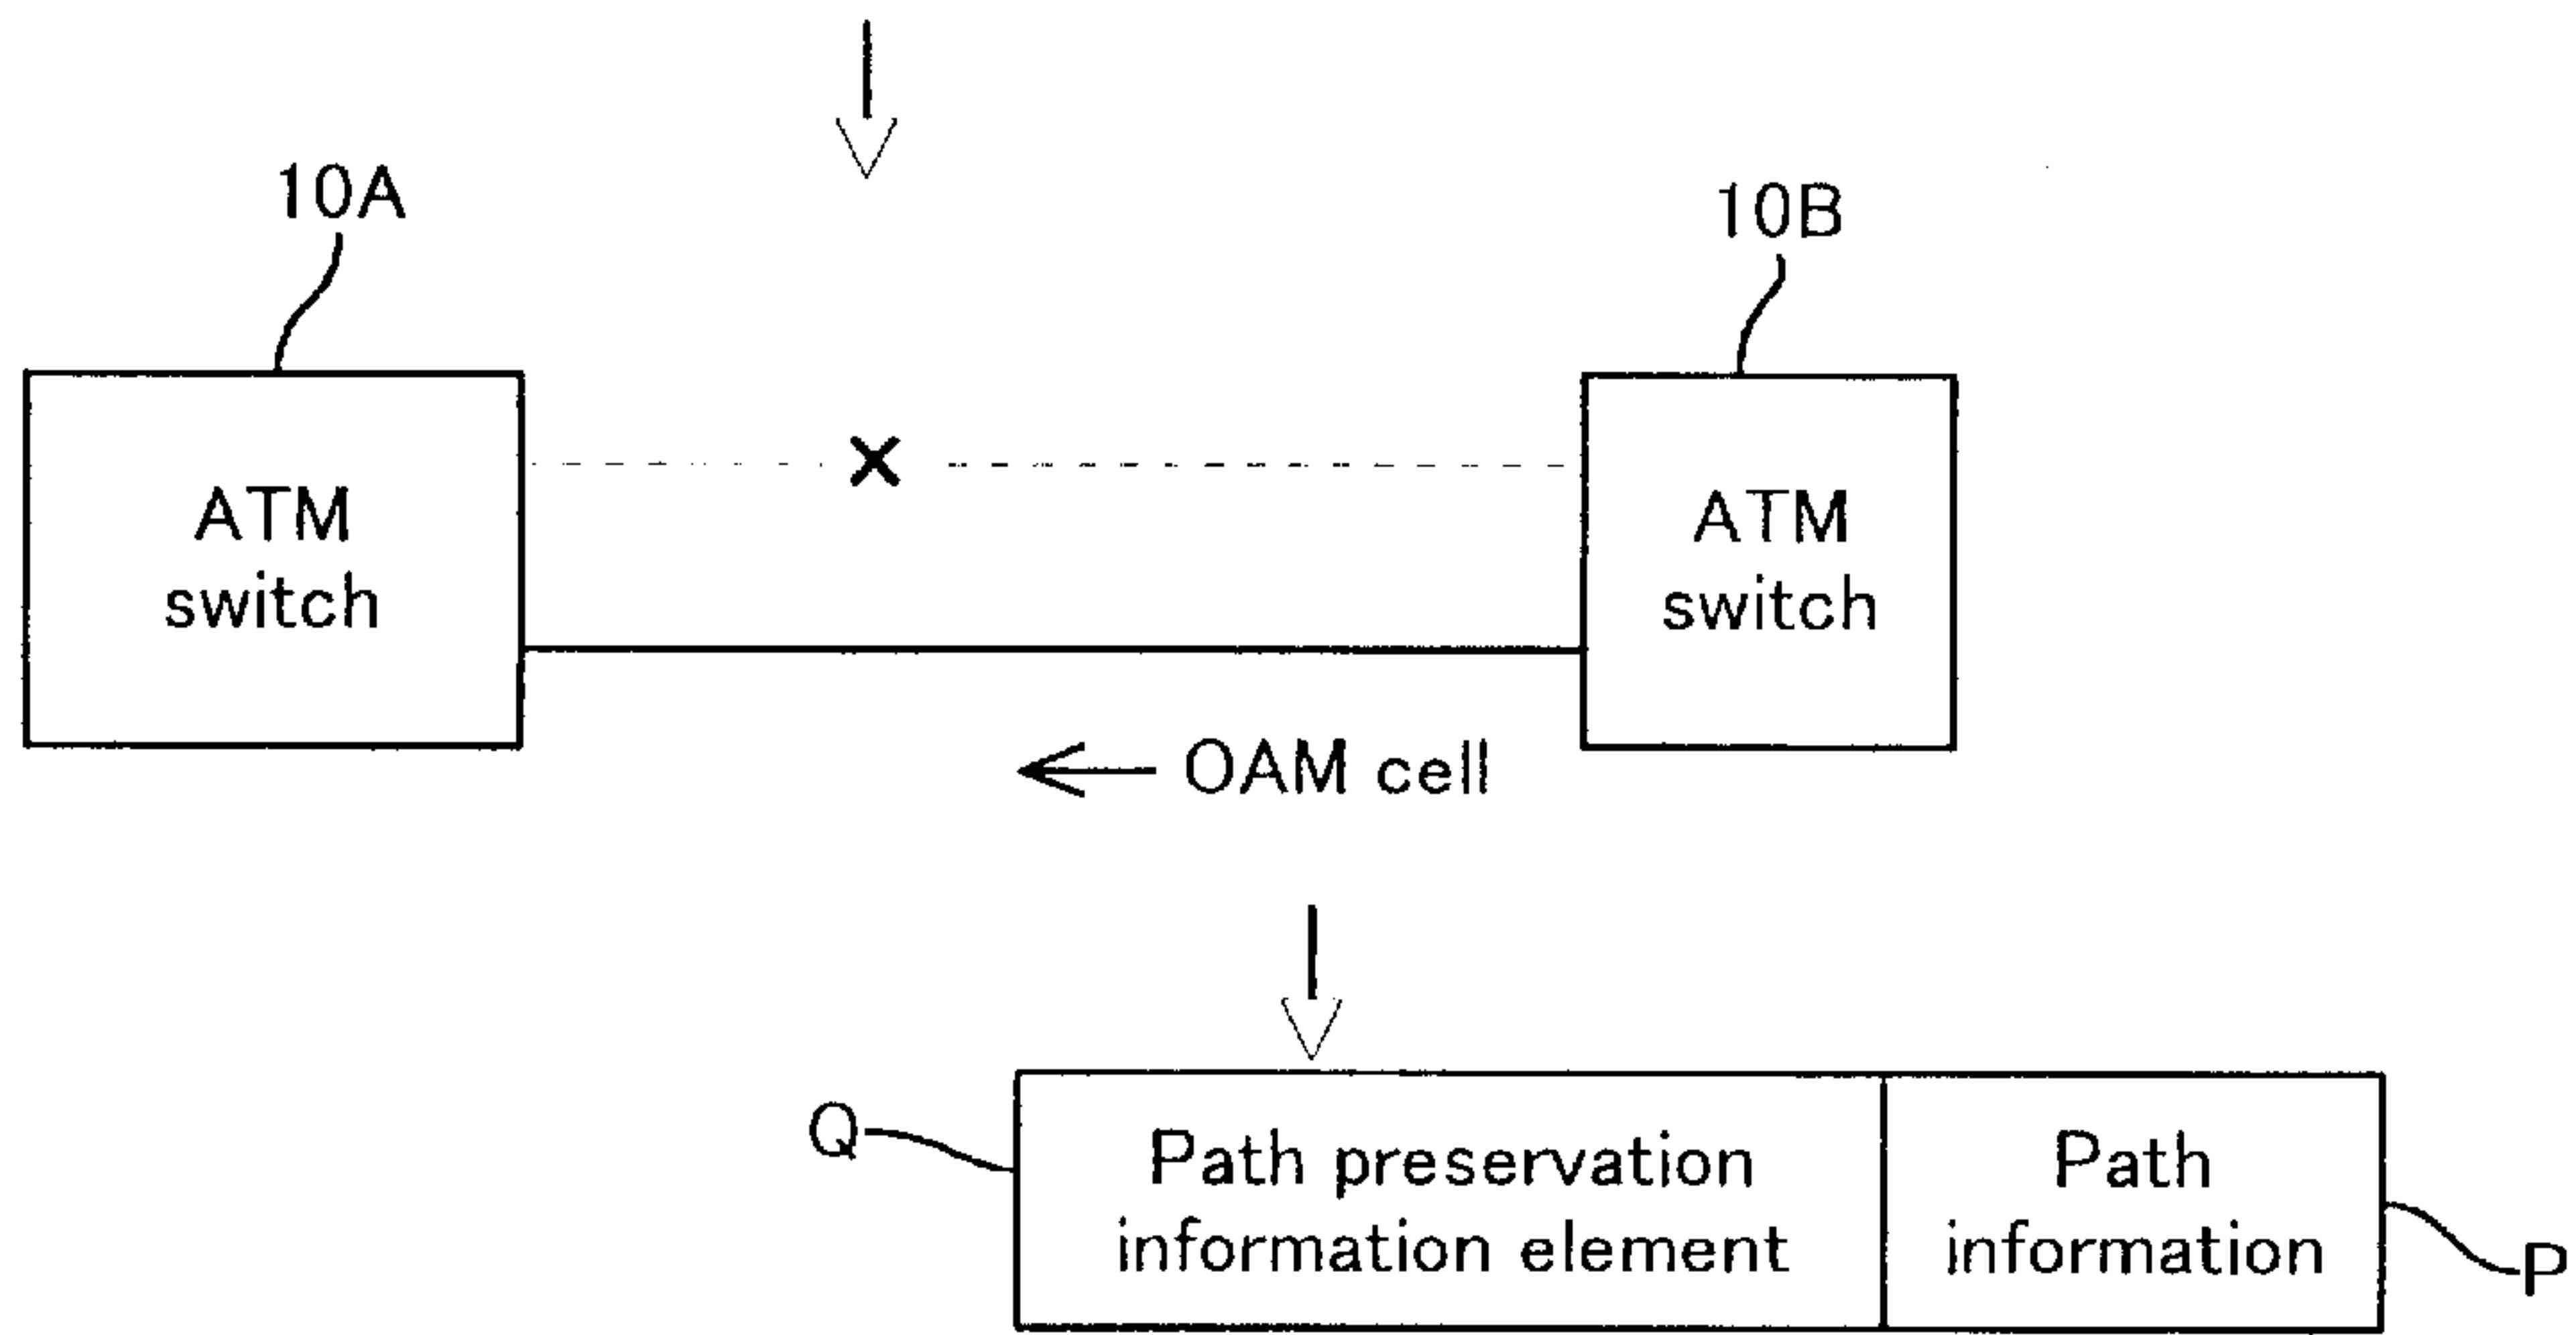 10A
10B
ATM
switch
ATM
switch
OAM cell
Q
Path preservation
information element
Path
information
P